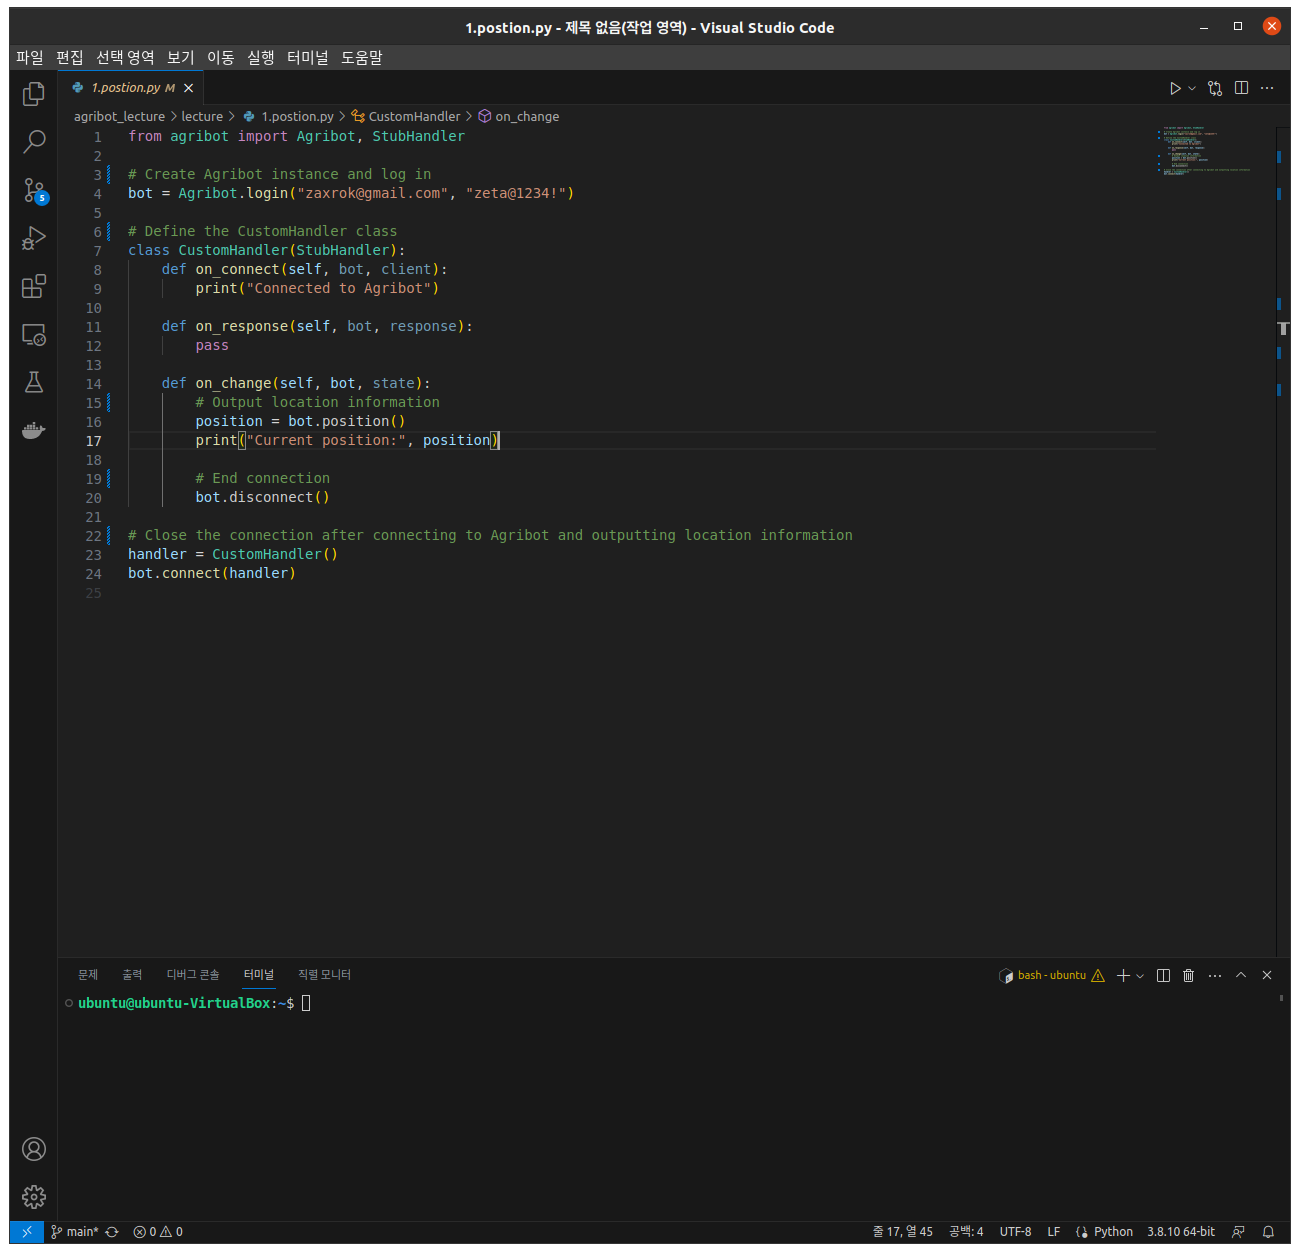 1.postion.py - 제목 없음(작업 영역) - Visual Studio Code
파일 편집 선택 영역 보기 이동 실행 터미널 도움말
1.postion.py M
agribot_lecture > lecture > 1.postion.py > CustomHandler > on_change
1 from agribot import Agribot, StubHandler
2
3 # Create Agribot instance and log in
4 bot = Agribot.login("zaxrok@gmail.com", "zeta@1234!")
5
6 # Define the CustomHandler class
7 class CustomHandler(StubHandler):
8     def on_connect(self, bot, client):
9         print("Connected to Agribot")
10
11     def on_response(self, bot, response):
12         pass
13
14     def on_change(self, bot, state):
15         # Output location information
16         position = bot.position()
17         print("Current position:", position)
18
19         # End connection
20         bot.disconnect()
21
22 # Close the connection after connecting to Agribot and outputting location information
23 handler = CustomHandler()
24 bot.connect(handler)
25
5
문제 출력 디버그 콘솔 터미널 직렬 모니터 bash - ubuntu
ubuntu@ubuntu-VirtualBox:~$
main* 0 0 줄 17, 열 45 공백: 4 UTF-8 LF Python 3.8.10 64-bit